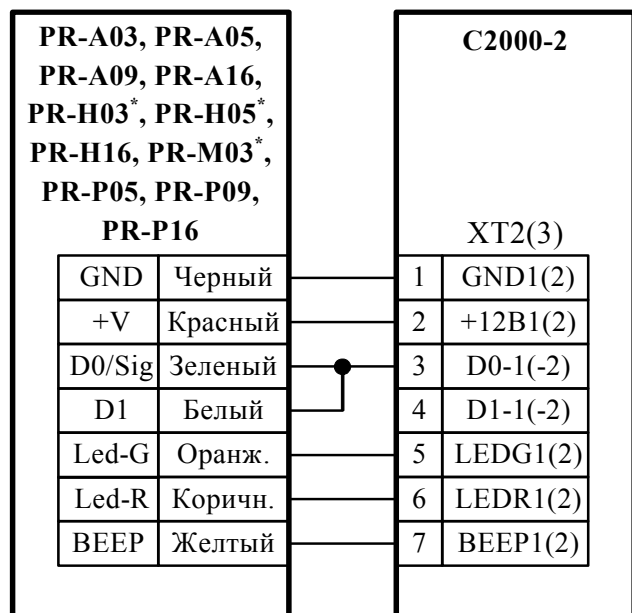 PR-A03, PR-A05,
PR-A09, PR-A16,
PR-H03*, PR-H05*,
PR-H16, PR-M03*,
PR-P05, PR-P09,
PR-P16
C2000-2
XT2(3)
GND Черный 1 GND1(2)
+V Красный 2 +12В1(2)
D0/Sig Зеленый 3 D0-1(-2)
D1 Белый 4 D1-1(-2)
Led-G Оранж. 5 LEDG1(2)
Led-R Коричн. 6 LEDR1(2)
BEEP Желтый 7 BEEP1(2)